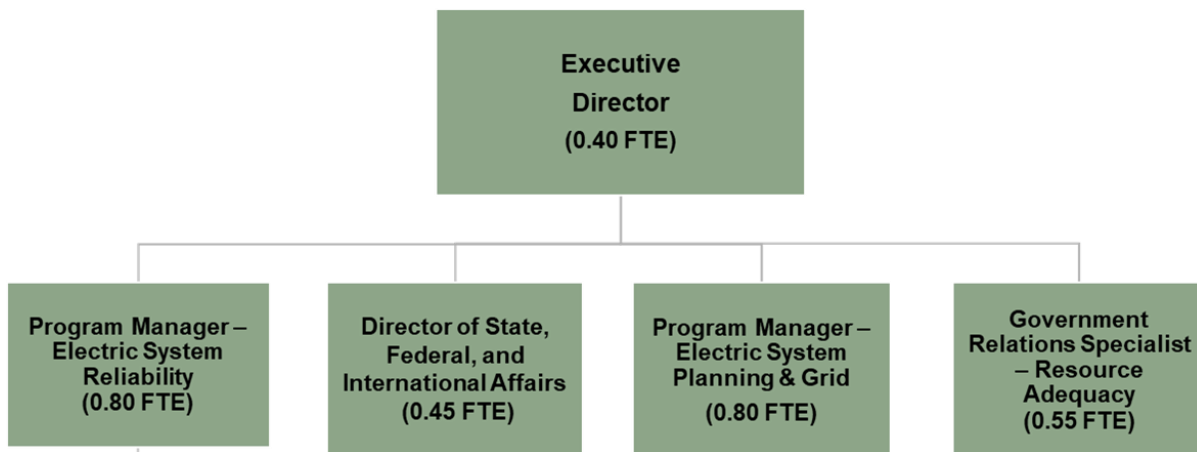 Executive
Director
(0.40 FTE)
Program Manager –
Electric System
Reliability
(0.80 FTE)
Director of State,
Federal, and
International Affairs
(0.45 FTE)
Program Manager –
Electric System
Planning & Grid
(0.80 FTE)
Government
Relations Specialist
– Resource
Adequacy
(0.55 FTE)